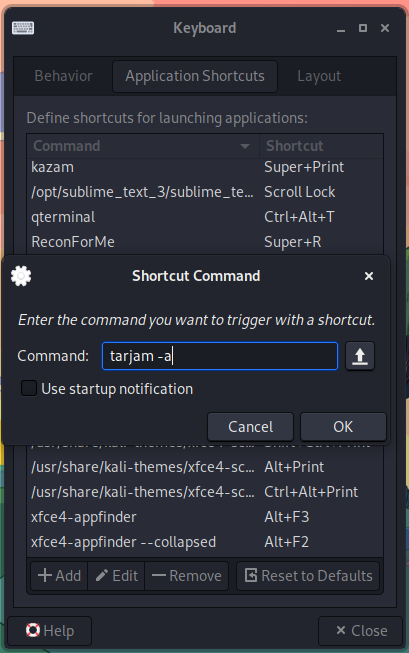 Keyboard
Behavior Application Shortcuts Layout
Define shortcuts for launching applications:
Command Shortcut
kazam Super+Print
/opt/sublime_text_3/sublime_te... Scroll Lock
qterminal Ctrl+Alt+T
ReconForMe Super+R
Shortcut Command
Enter the command you want to trigger with a shortcut.
Command: tarjam -a
Use startup notification
Cancel OK
/usr/share/kali-themes/xfce4-sc... Alt+Print
/usr/share/kali-themes/xfce4-sc... Ctrl+Alt+Print
xfce4-appfinder Alt+F3
xfce4-appfinder --collapsed Alt+F2
Add Edit Remove Reset to Defaults
Help Close